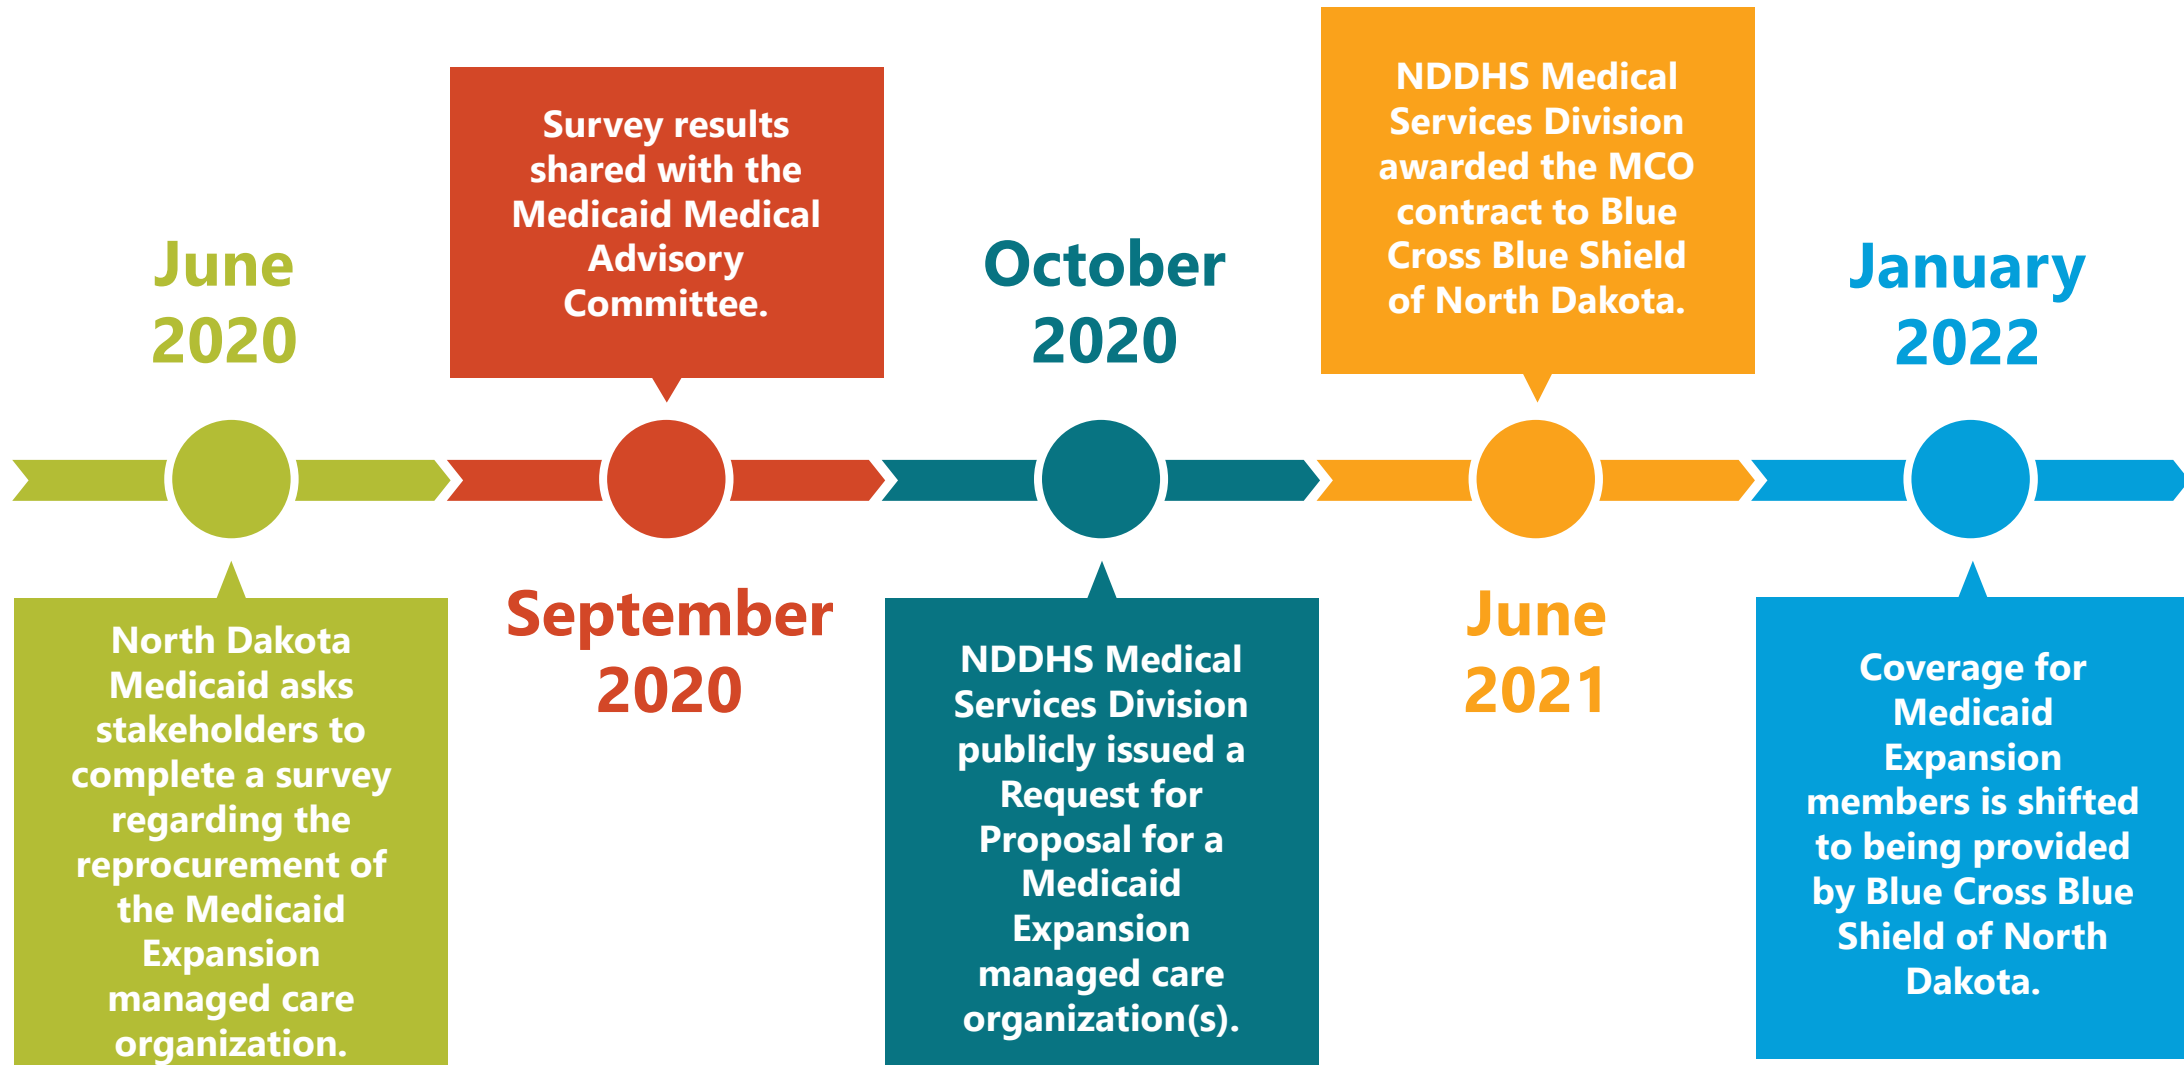 June
2020
North Dakota
Medicaid asks
stakeholders to
complete a survey
regarding the
reprocurement of
the Medicaid
Expansion
managed care
organization.
Survey results
shared with the
Medicaid Medical
Advisory
Committee.
September
2020
October
2020
NDDHS Medical
Services Division
publicly issued a
Request for
Proposal for a
Medicaid
Expansion
managed care
organization(s).
NDDHS Medical
Services Division
awarded the MCO
contract to Blue
Cross Blue Shield
of North Dakota.
June
2021
January
2022
Coverage for
Medicaid
Expansion
members is shifted
to being provided
by Blue Cross Blue
Shield of North
Dakota.